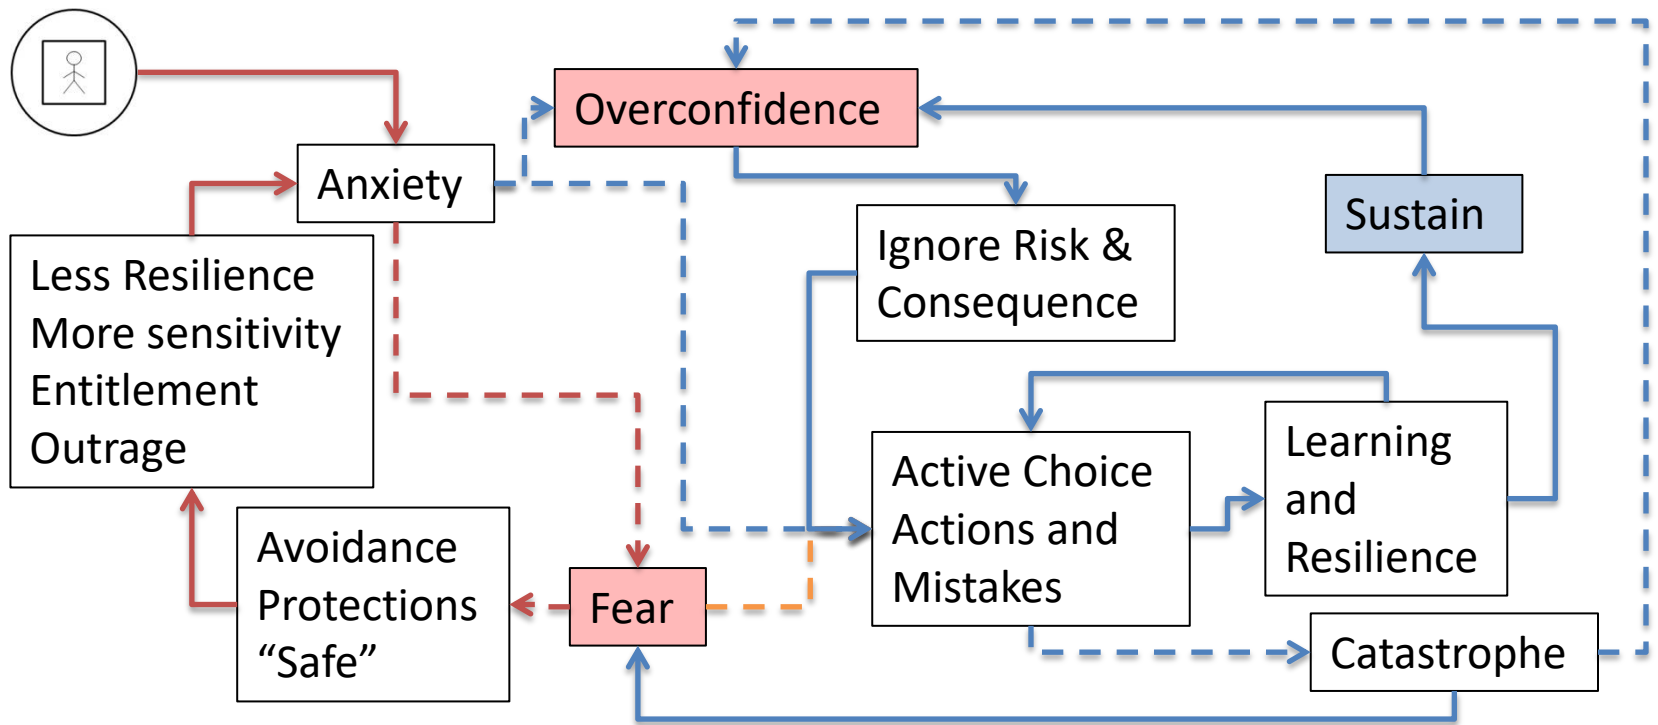 Overconfidence
Anxiety
Sustain
Ignore Risk &
Consequence
Less Resilience
More sensitivity
Entitlement
Outrage
Active Choice
Actions and
Mistakes
Learning
and
Resilience
Avoidance
Protections
“Safe”
Fear
Catastrophe